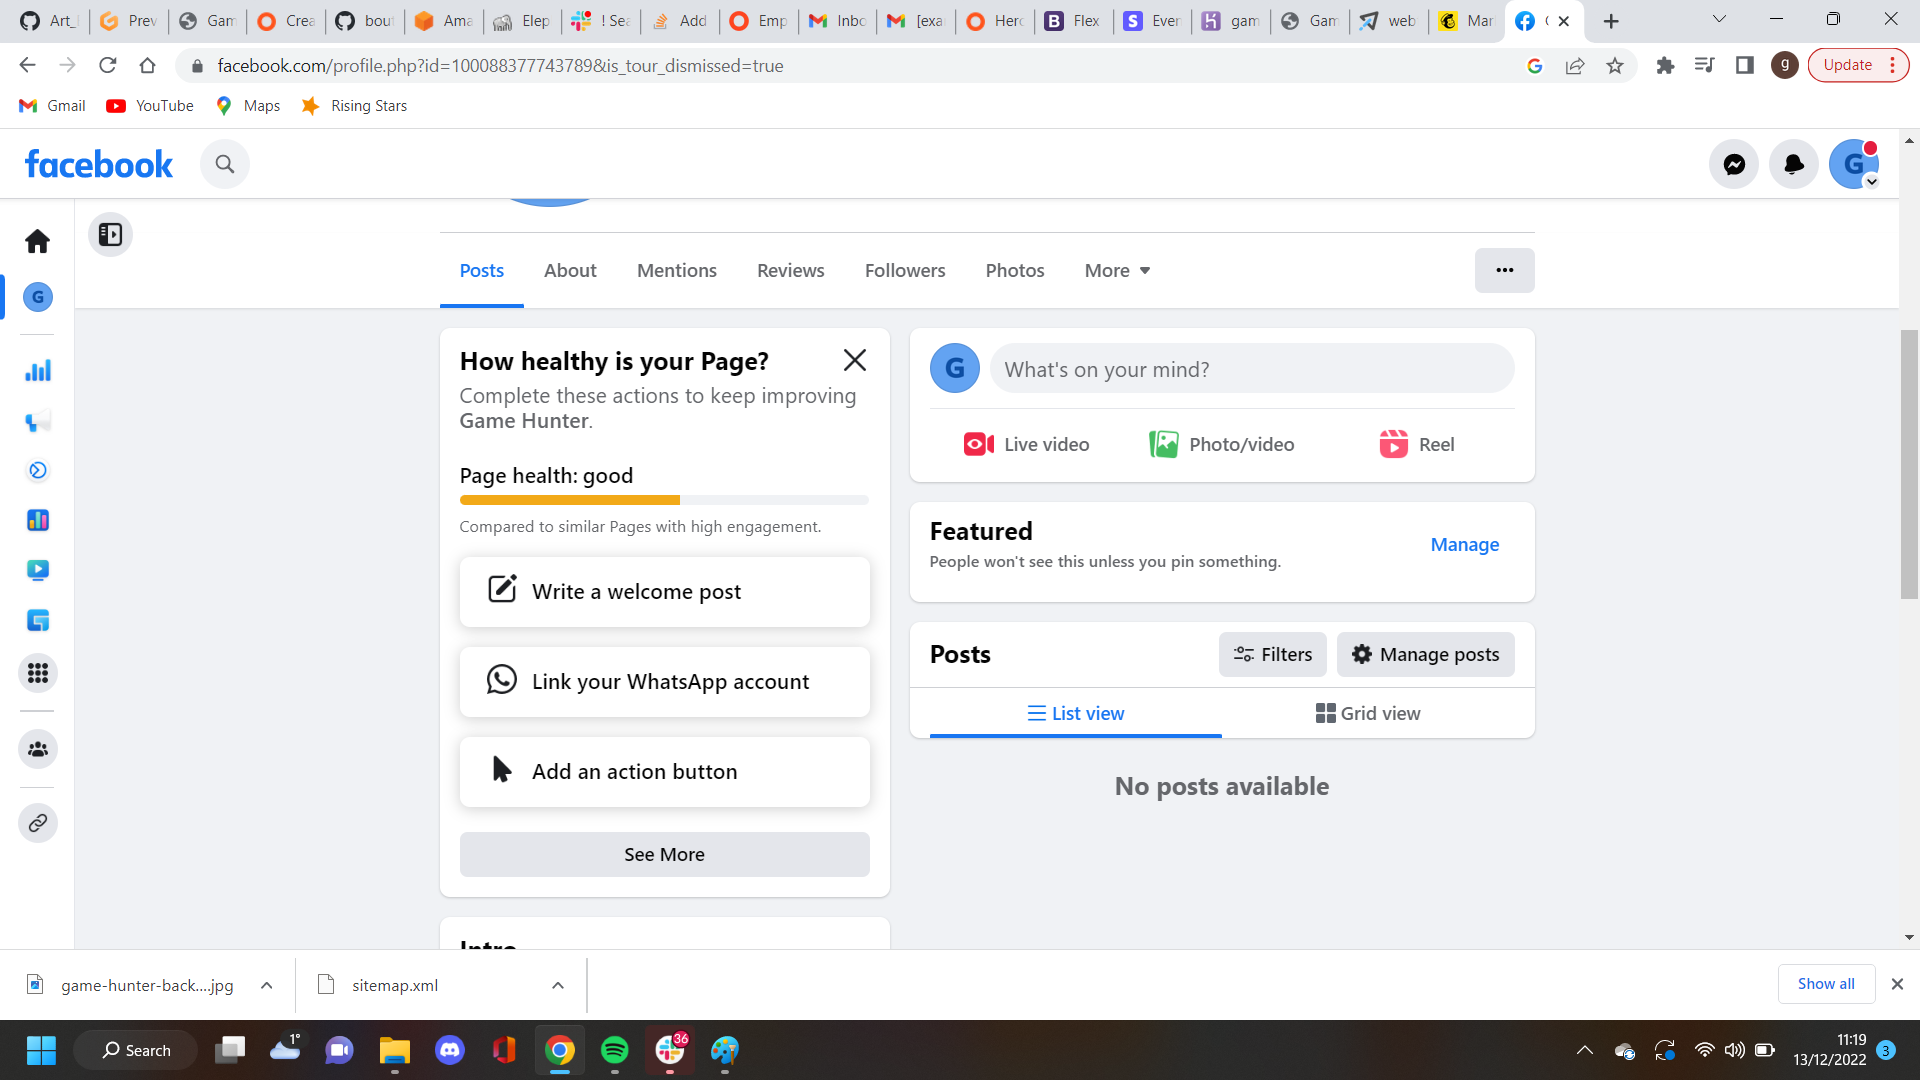 Art_
Prev
Gam
Crea
bout
Ama
Elep
! Sea
Add
Emp
Inbo
[exa
Herc
Flex
Even
gam
Gam
web
Mar
facebook.com/profile.php?id=100088377743789&is_tour_dismissed=true
g
Update
Gmail
YouTube
Maps
Rising Stars
facebook
G
Posts
About
Mentions
Reviews
Followers
Photos
More
G
How healthy is your Page?
Complete these actions to keep improving
Game Hunter.
Page health: good
Compared to similar Pages with high engagement.
Write a welcome post
Link your WhatsApp account
Add an action button
See More
Intro
G
What's on your mind?
Live video
Photo/video
Reel
Featured
People won't see this unless you pin something.
Manage
Posts
Filters
Manage posts
List view
Grid view
No posts available
game-hunter-back....jpg
sitemap.xml
Show all
Search
1°
36
11:19
13/12/2022
3